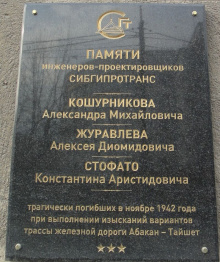 ПАМЯТИ
инженеров-проектировщиков
СИБГИПРОТРАНС
КОШУРНИКОВА
Александра Михайловича
ЖУРАВЛЕВА
Алексея Диомидовича
СТОФАТО
Константина Аристидовича
трагически погибших в ноябре 1942 года
при выполнении изысканий вариантов
трассы железной дороги Абакан – Тайшет